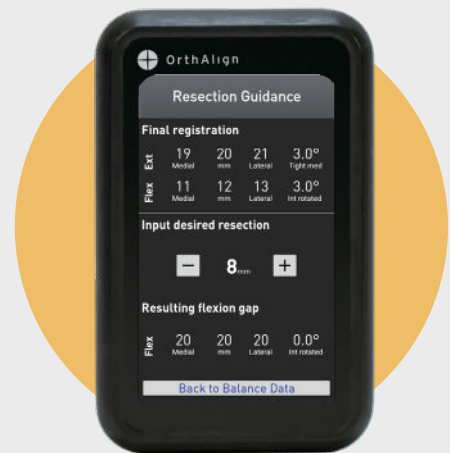 OrthAlign
Resection Guidance
Final registration
Ext 19 20 21 3.0°
Medial mm Lateral Tight med
Flex 11 12 13 3.0°
Medial mm Lateral Int rotated
Input desired resection
− 8mm +
Resulting flexion gap
Flex 20 20 20 0.0°
Medial mm Lateral Int rotated
Back to Balance Data